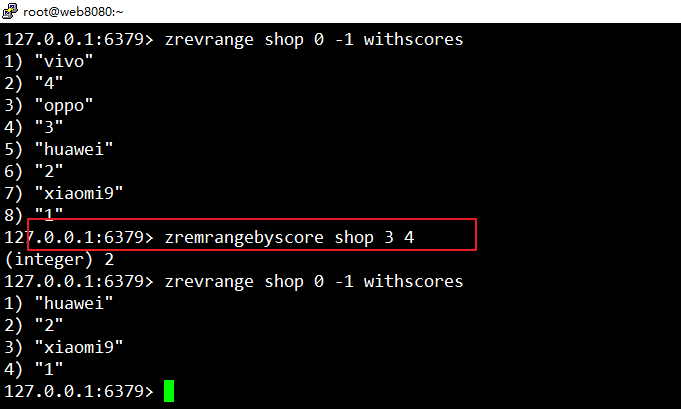 root@web8080:~
127.0.0.1:6379> zrevrange shop 0 -1 withscores
1) "vivo"
2) "4"
3) "oppo"
4) "3"
5) "huawei"
6) "2"
7) "xiaomi9"
8) "1"
127.0.0.1:6379> zremrangebyscore shop 3 4
(integer) 2
127.0.0.1:6379> zrevrange shop 0 -1 withscores
1) "huawei"
2) "2"
3) "xiaomi9"
4) "1"
127.0.0.1:6379>